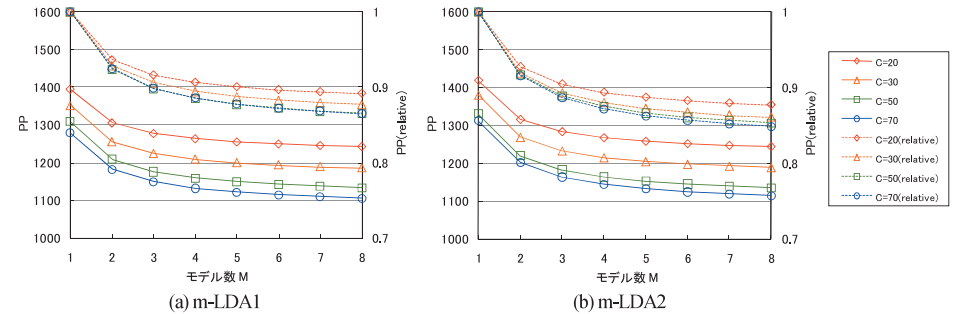 1600
1500
1400
1300
1200
1100
1000
PP
1
0.9
0.8
0.7
PP(relative)
1 2 3 4 5 6 7 8
モデル数 M
(a) m-LDA1
1600
1500
1400
1300
1200
1100
1000
PP
1
0.9
0.8
0.7
PP(relative)
1 2 3 4 5 6 7 8
モデル数 M
(b) m-LDA2
C=20
C=30
C=50
C=70
C=20(relative)
C=30(relative)
C=50(relative)
C=70(relative)